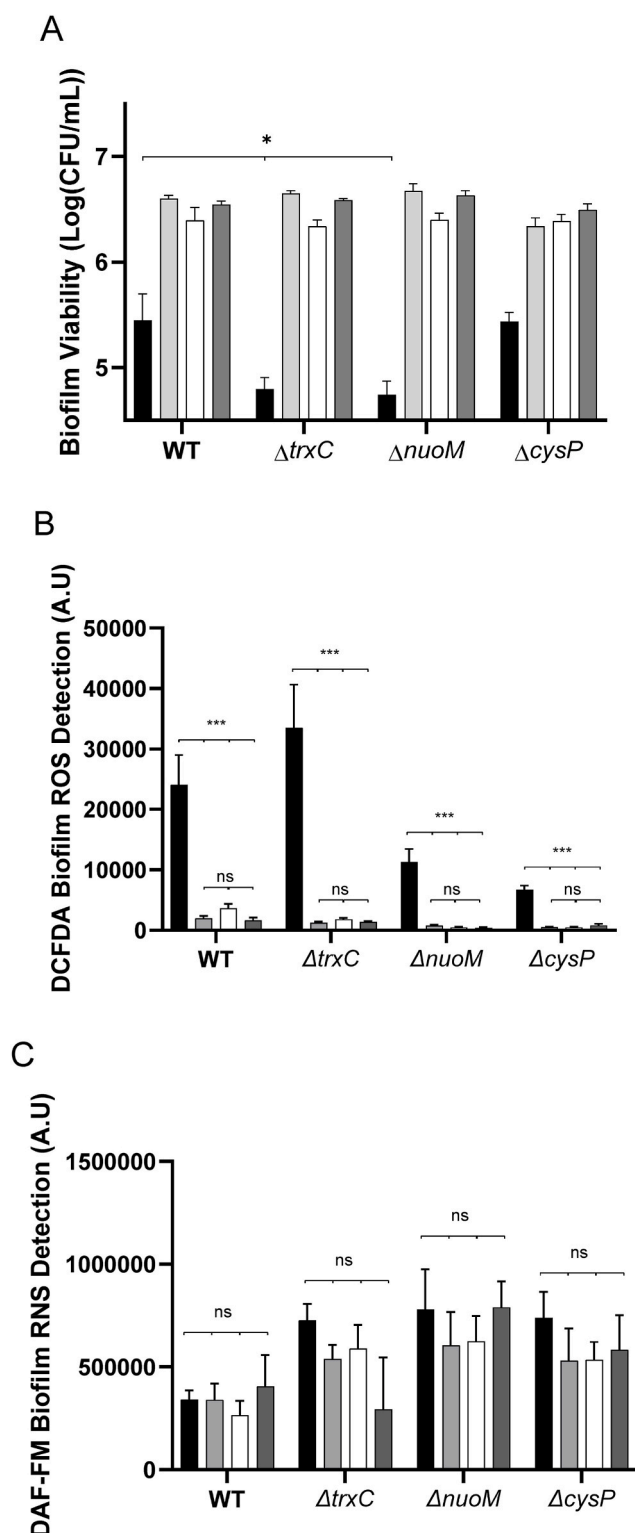 A
Biofilm Viability (Log(CFU/mL))
7
6
5
*
WT
ΔtrxC
ΔnuoM
ΔcysP
B
DCFDA Biofilm ROS Detection (A.U)
50000
40000
30000
20000
10000
0
***
ns
***
ns
***
ns
***
ns
WT
ΔtrxC
ΔnuoM
ΔcysP
C
DAF-FM Biofilm RNS Detection (A.U)
1500000
1000000
500000
0
ns
ns
ns
ns
WT
ΔtrxC
ΔnuoM
ΔcysP